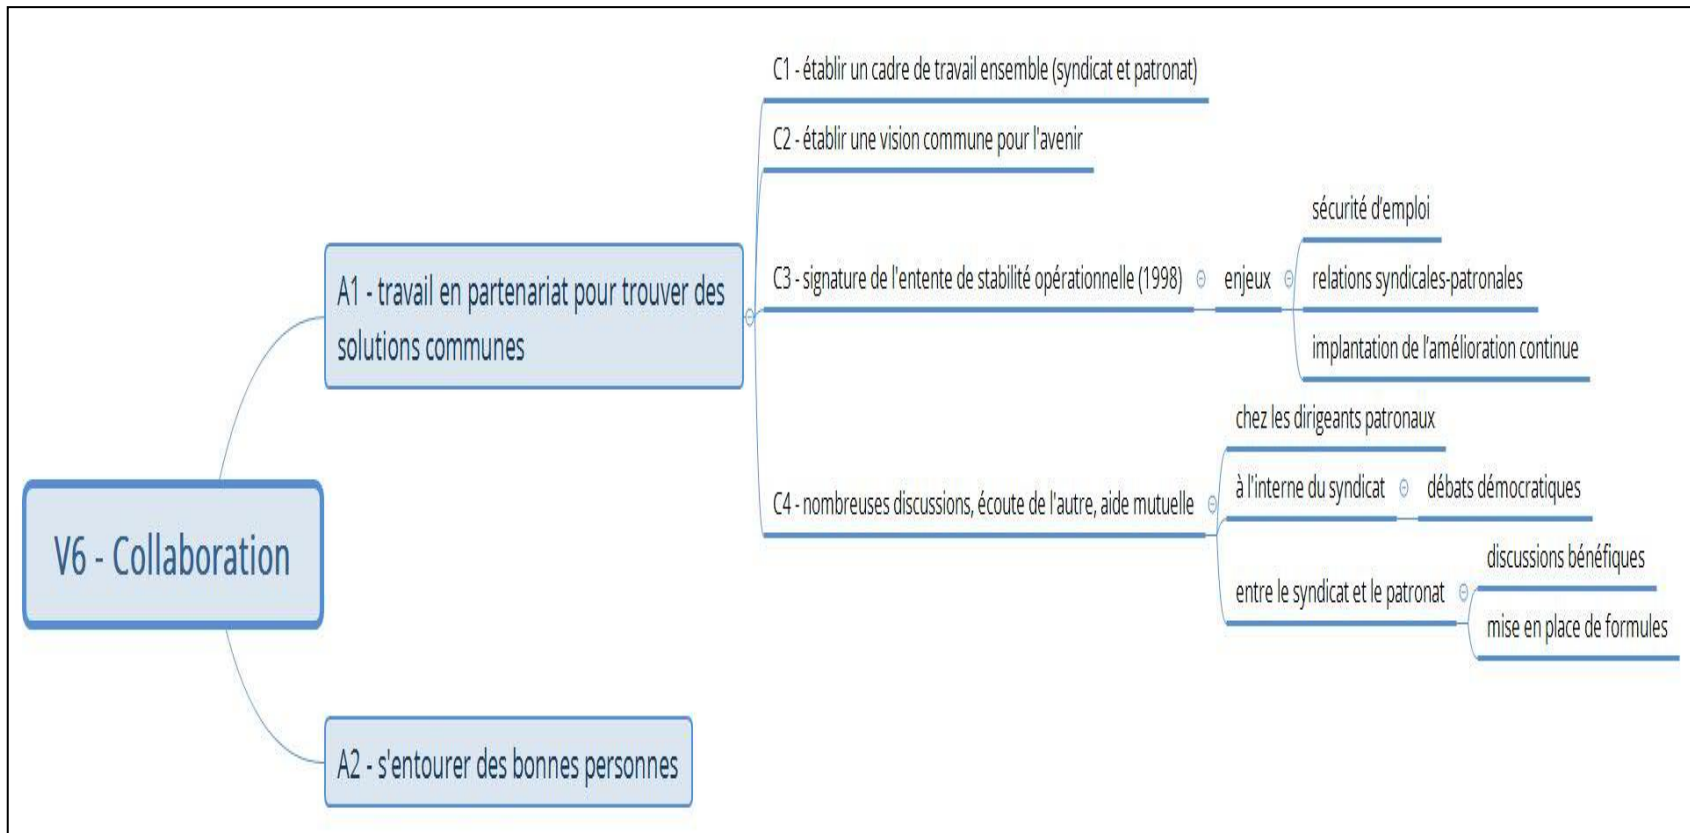 V6 - Collaboration
A1 - travail en partenariat pour trouver des
solutions communes
C1 - établir un cadre de travail ensemble (syndicat et patronat)
C2 - établir une vision commune pour l'avenir
C3 - signature de l'entente de stabilité opérationnelle (1998)
enjeux
sécurité d’emploi
relations syndicales-patronales
implantation de l’amélioration continue
C4 - nombreuses discussions, écoute de l'autre, aide mutuelle
chez les dirigeants patronaux
à l'interne du syndicat
débats démocratiques
entre le syndicat et le patronat
discussions bénéfiques
mise en place de formules
A2 - s'entourer des bonnes personnes